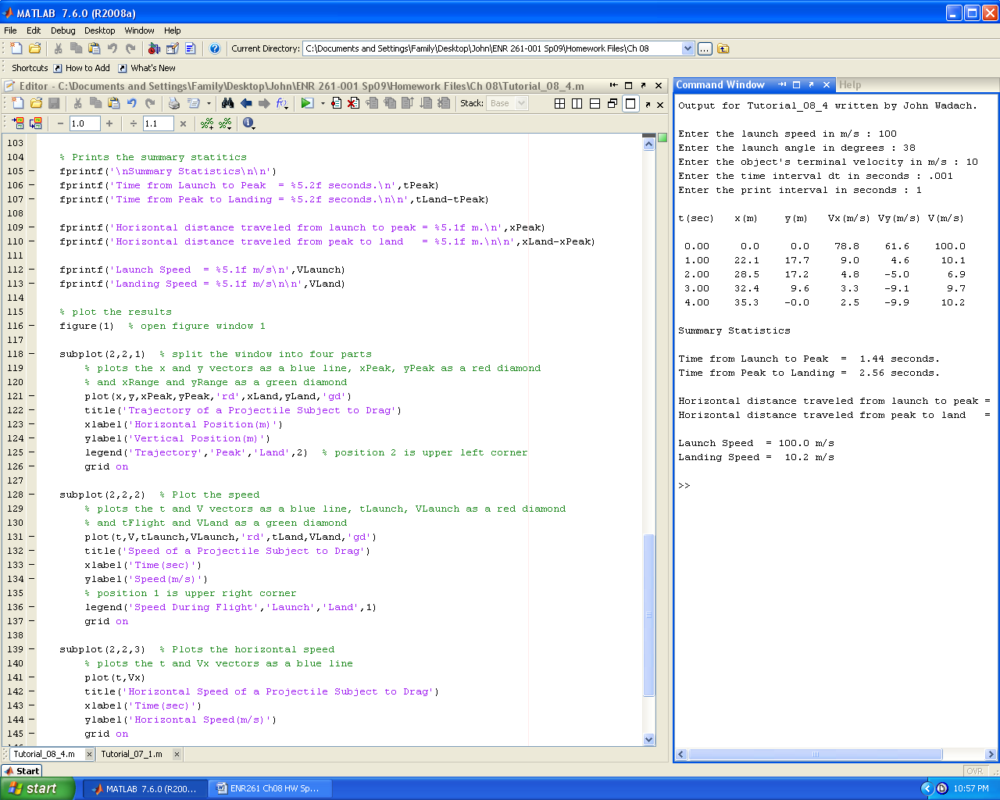 MATLAB  7.6.0 (R2008a)
File Edit Debug Desktop Window Help
Current Directory: C:\Documents and Settings\Family\Desktop\John\ENR 261-001 Sp09\Homework Files\Ch 08
Shortcuts How to Add What's New
Editor - C:\Documents and Settings\Family\Desktop\John\ENR 261-001 Sp09\Homework Files\Ch 08\Tutorial_08_4.m
Stack: Base
− 1.0 + ÷ 1.1 ×
103
104 % Prints the summary statitics
105 − fprintf('\nSummary Statistics\n\n')
106 − fprintf('Time from Launch to Peak  = %5.2f seconds.\n',tPeak)
107 − fprintf('Time from Peak to Landing = %5.2f seconds.\n\n',tLand-tPeak)
108
109 − fprintf('Horizontal distance traveled from launch to peak = %5.1f m.\n',xPeak)
110 − fprintf('Horizontal distance traveled from peak to land   = %5.1f m.\n\n',xLand-xPeak)
111
112 − fprintf('Launch Speed  = %5.1f m/s\n',VLaunch)
113 − fprintf('Landing Speed = %5.1f m/s\n\n',VLand)
114
115 % plot the results
116 − figure(1)  % open figure window 1
117
118 − subplot(2,2,1)  % split the window into four parts
119 % plots the x and y vectors as a blue line, xPeak, yPeak as a red diamond
120 % and xRange and yRange as a green diamond
121 − plot(x,y,xPeak,yPeak,'rd',xLand,yLand,'gd')
122 − title('Trajectory of a Projectile Subject to Drag')
123 − xlabel('Horizontal Position(m)')
124 − ylabel('Vertical Position(m)')
125 − legend('Trajectory','Peak','Land',2)  % position 2 is upper left corner
126 − grid on
127
128 − subplot(2,2,2)  % Plot the speed
129 % plots the t and V vectors as a blue line, tLaunch, VLaunch as a red diamond
130 % and tFlight and VLand as a green diamond
131 − plot(t,V,tLaunch,VLaunch,'rd',tLand,VLand,'gd')
132 − title('Speed of a Projectile Subject to Drag')
133 − xlabel('Time(sec)')
134 − ylabel('Speed(m/s)')
135 % position 1 is upper right corner
136 − legend('Speed During Flight','Launch','Land',1)
137 − grid on
138
139 − subplot(2,2,3)  % Plots the horizontal speed
140 % plots the t and Vx vectors as a blue line
141 − plot(t,Vx)
142 − title('Horizontal Speed of a Projectile Subject to Drag')
143 − xlabel('Time(sec)')
144 − ylabel('Horizontal Speed(m/s)')
145 − grid on
Tutorial_08_4.m Tutorial_07_1.m
Command Window Help
Output for Tutorial_08_4 written by John Wadach.
Enter the launch speed in m/s : 100
Enter the launch angle in degrees : 38
Enter the object's terminal velocity in m/s : 10
Enter the time interval dt in seconds : .001
Enter the print interval in seconds : 1
t(sec) x(m) y(m) Vx(m/s) Vy(m/s) V(m/s)
0.00 0.0 0.0 78.8 61.6 100.0
1.00 22.1 17.7 9.0 4.6 10.1
2.00 28.5 17.2 4.8 -5.0 6.9
3.00 32.4 9.6 3.3 -9.1 9.7
4.00 35.3 -0.0 2.5 -9.9 10.2
Summary Statistics
Time from Launch to Peak  =  1.44 seconds.
Time from Peak to Landing =  2.56 seconds.
Horizontal distance traveled from launch to peak =
Horizontal distance traveled from peak to land   =
Launch Speed  = 100.0 m/s
Landing Speed =  10.2 m/s
>>
Start
OVR
start MATLAB 7.6.0 (R200... ENR261 Ch08 HW Sp... 10:57 PM